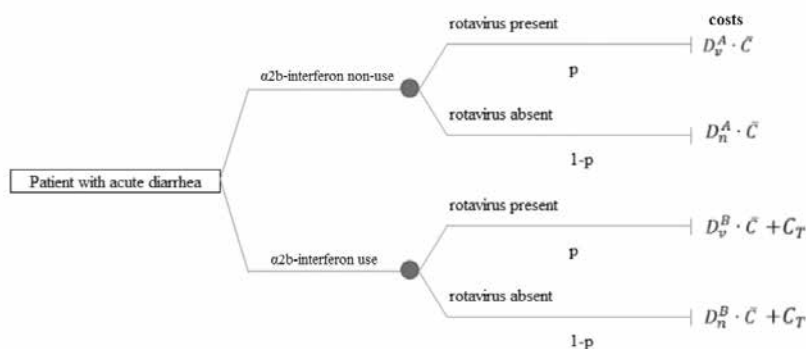 costs
rotavirus present
D_v^A · C̄
p
α2b-interferon non-use
rotavirus absent
D_n^A · C̄
1-p
Patient with acute diarrhea
rotavirus present
D_v^B · C̄ + C_T
p
α2b-interferon use
rotavirus absent
D_n^B · C̄ + C_T
1-p